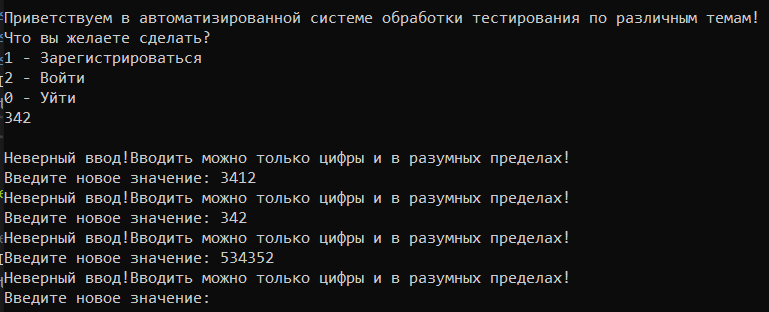 Приветствуем в автоматизированной системе обработки тестирования по различным темам!
Что вы желаете сделать?
1 - Зарегистрироваться
2 - Войти
0 - Уйти
342
Неверный ввод!Вводить можно только цифры и в разумных пределах!
Введите новое значение: 3412
Неверный ввод!Вводить можно только цифры и в разумных пределах!
Введите новое значение: 342
Неверный ввод!Вводить можно только цифры и в разумных пределах!
Введите новое значение: 534352
Неверный ввод!Вводить можно только цифры и в разумных пределах!
Введите новое значение: